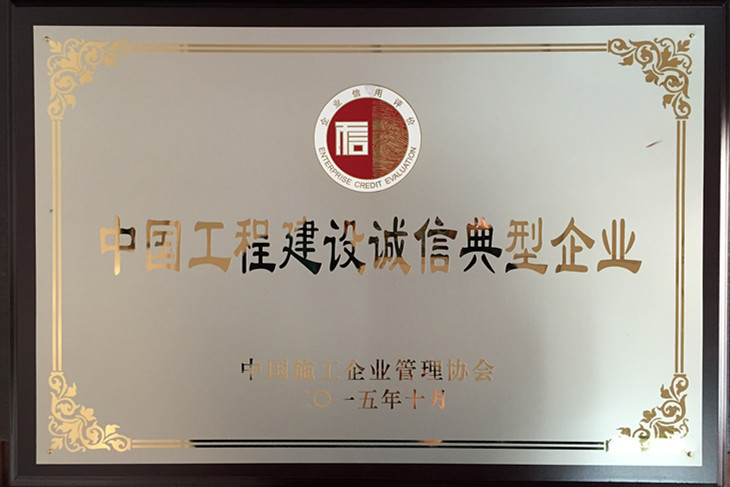 企业信用评价
信
ENTERPRISE CREDIT EVALUATION
中国工程建设诚信典型企业
中国施工企业管理协会
二〇一五年十月